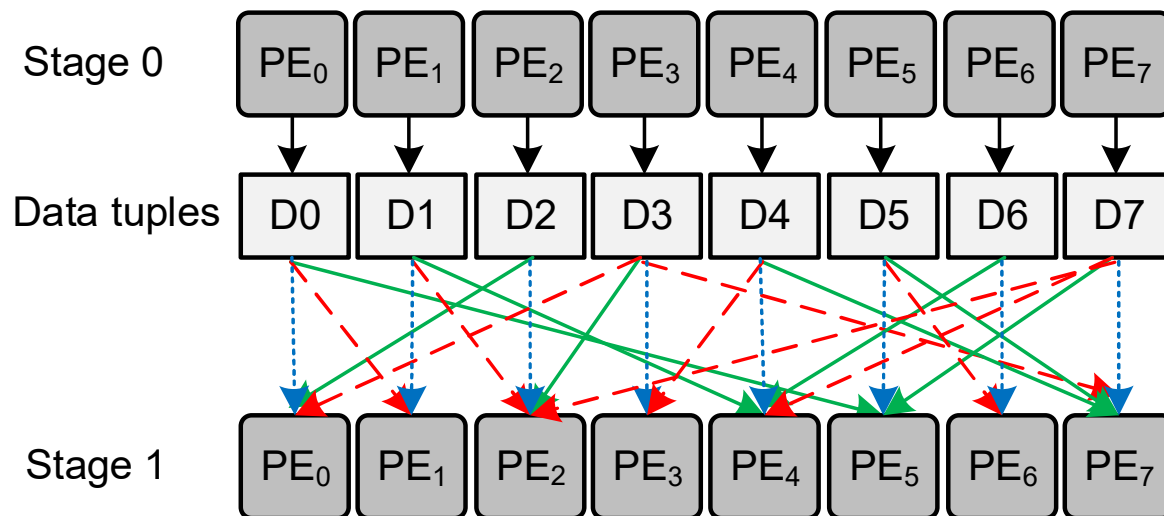 Stage 0 PE₀ PE₁ PE₂ PE₃ PE₄ PE₅ PE₆ PE₇
Data tuples D0 D1 D2 D3 D4 D5 D6 D7
Stage 1 PE₀ PE₁ PE₂ PE₃ PE₄ PE₅ PE₆ PE₇